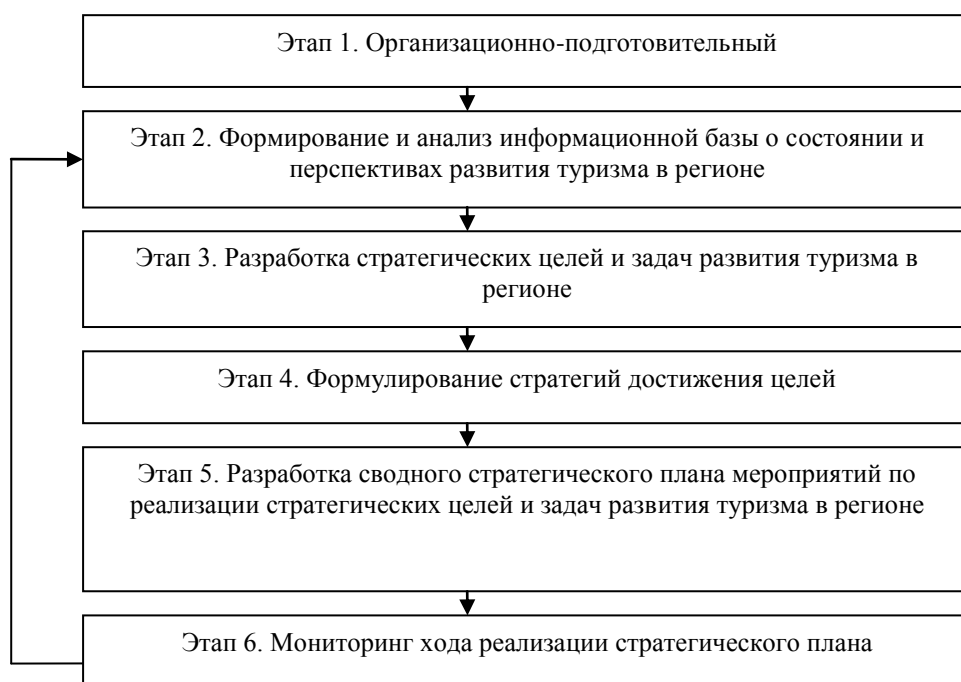 Этап 1. Организационно-подготовительный
Этап 2. Формирование и анализ информационной базы о состоянии и
перспективах развития туризма в регионе
Этап 3. Разработка стратегических целей и задач развития туризма в
регионе
Этап 4. Формулирование стратегий достижения целей
Этап 5. Разработка сводного стратегического плана мероприятий по
реализации стратегических целей и задач развития туризма в регионе
Этап 6. Мониторинг хода реализации стратегического плана